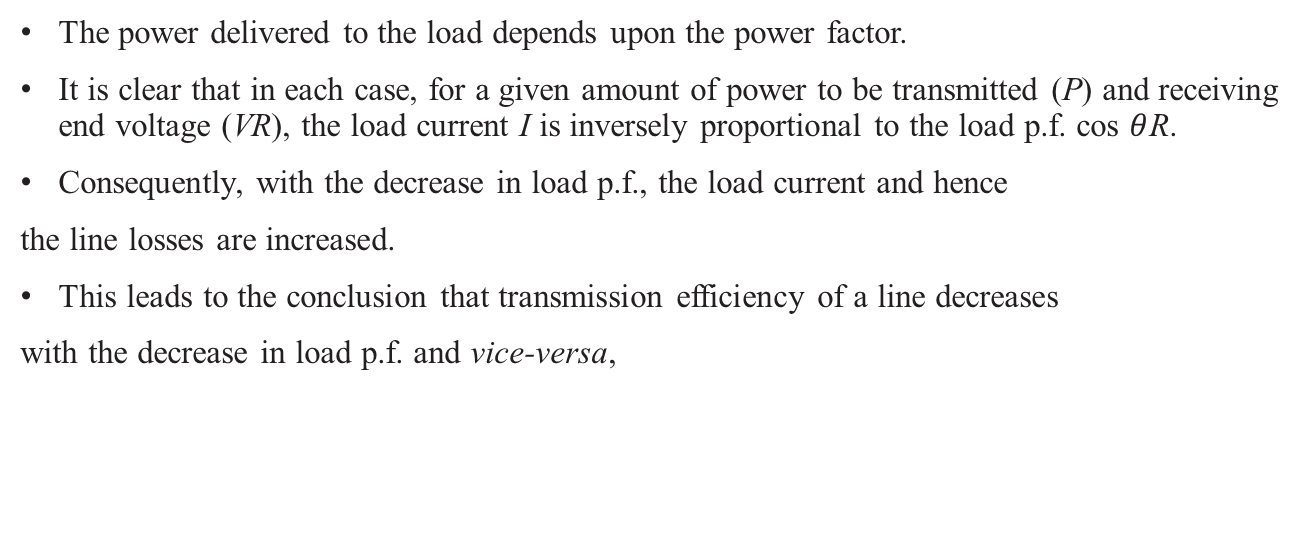 • The power delivered to the load depends upon the power factor.
• It is clear that in each case, for a given amount of power to be transmitted (P) and receiving
end voltage (VR), the load current I is inversely proportional to the load p.f. cos θR.
• Consequently, with the decrease in load p.f., the load current and hence
the line losses are increased.
• This leads to the conclusion that transmission efficiency of a line decreases
with the decrease in load p.f. and vice-versa,